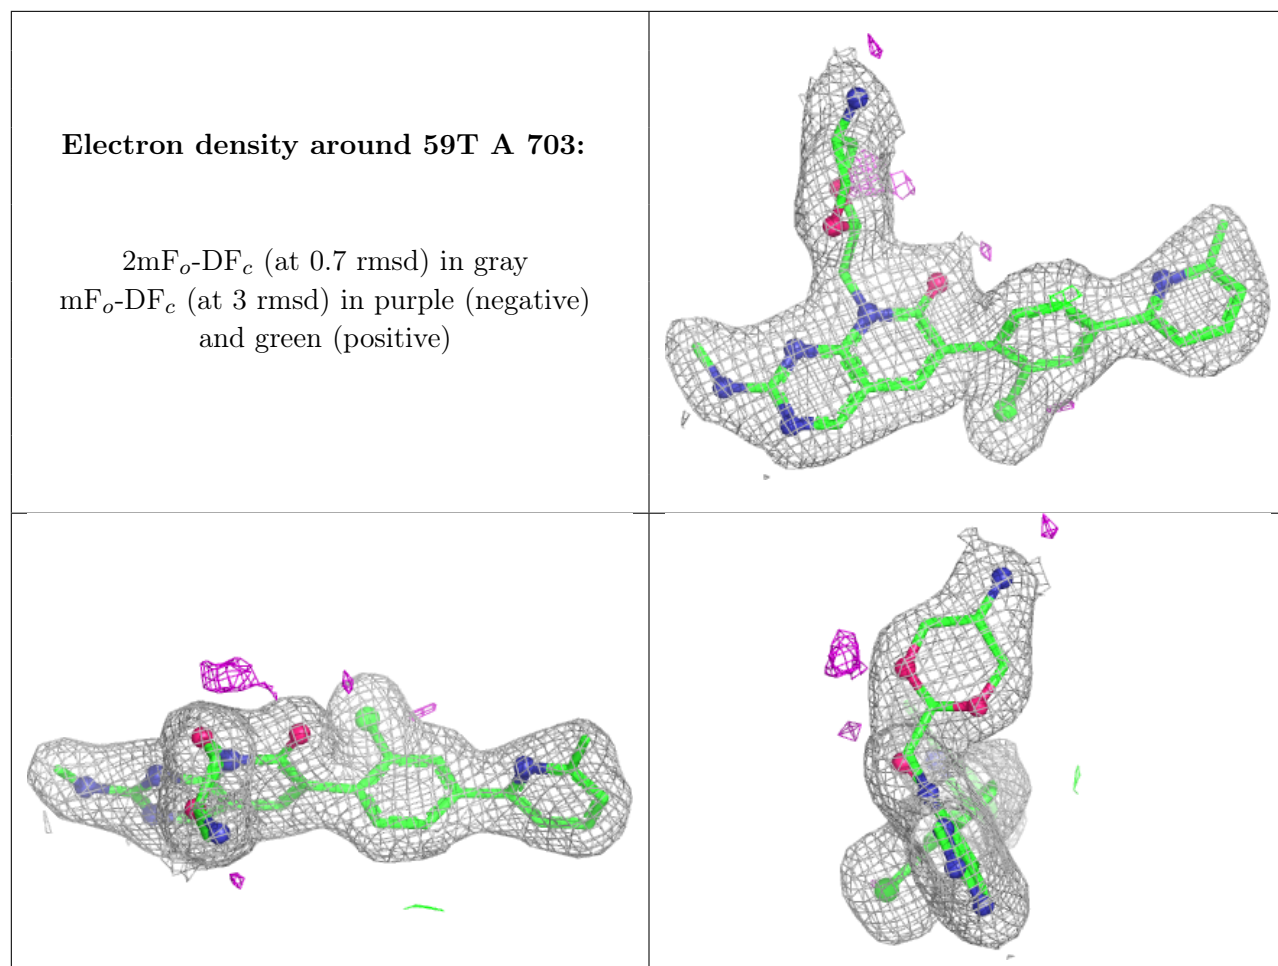 Electron density around 59T A 703:
2mFₒ-DF𝒸 (at 0.7 rmsd) in gray
mFₒ-DF𝒸 (at 3 rmsd) in purple (negative)
and green (positive)